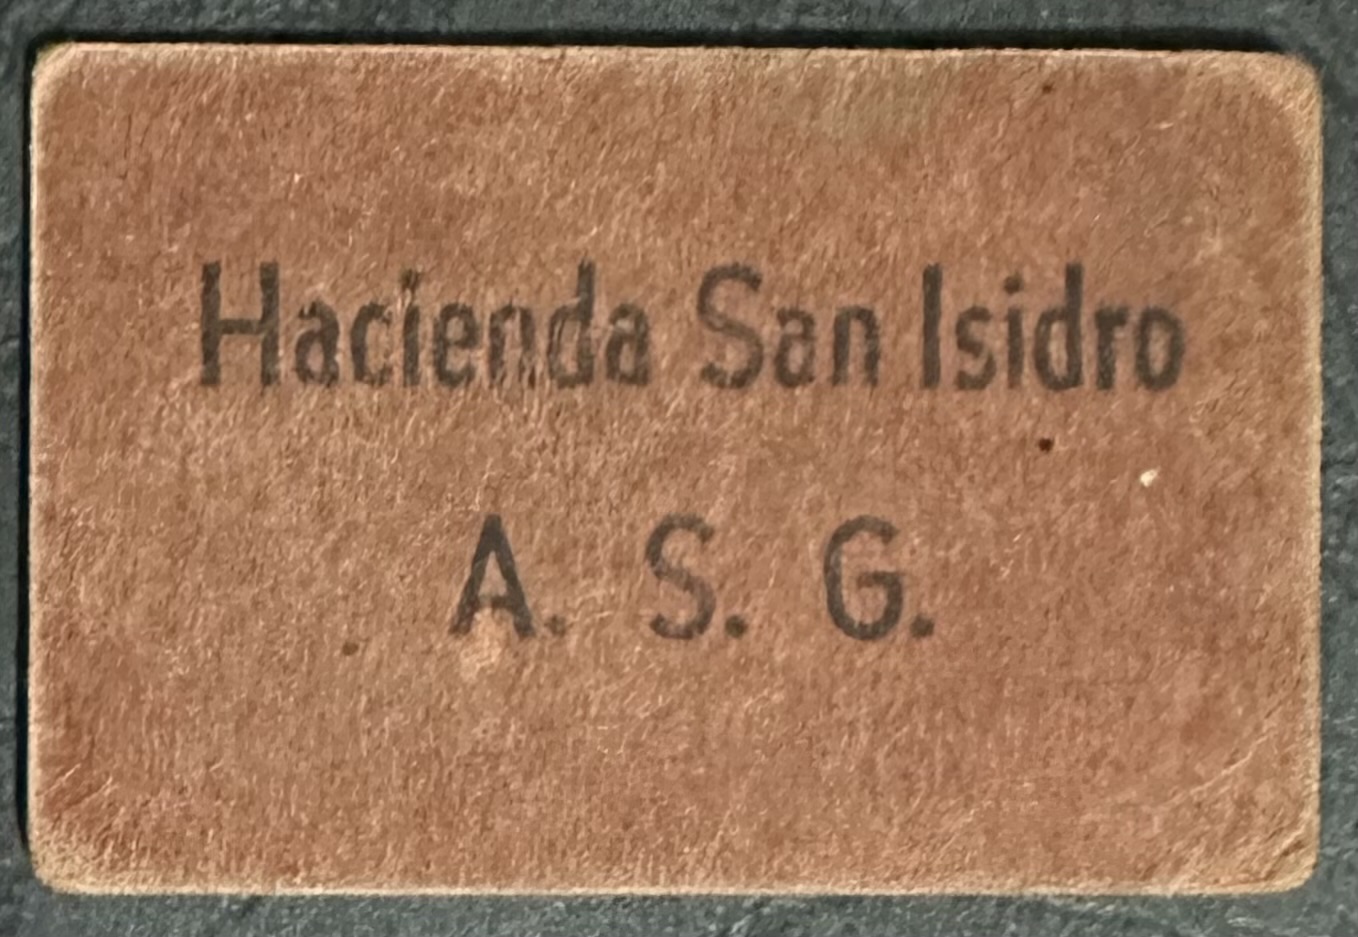 Hacienda San Isidro
A. S. G.